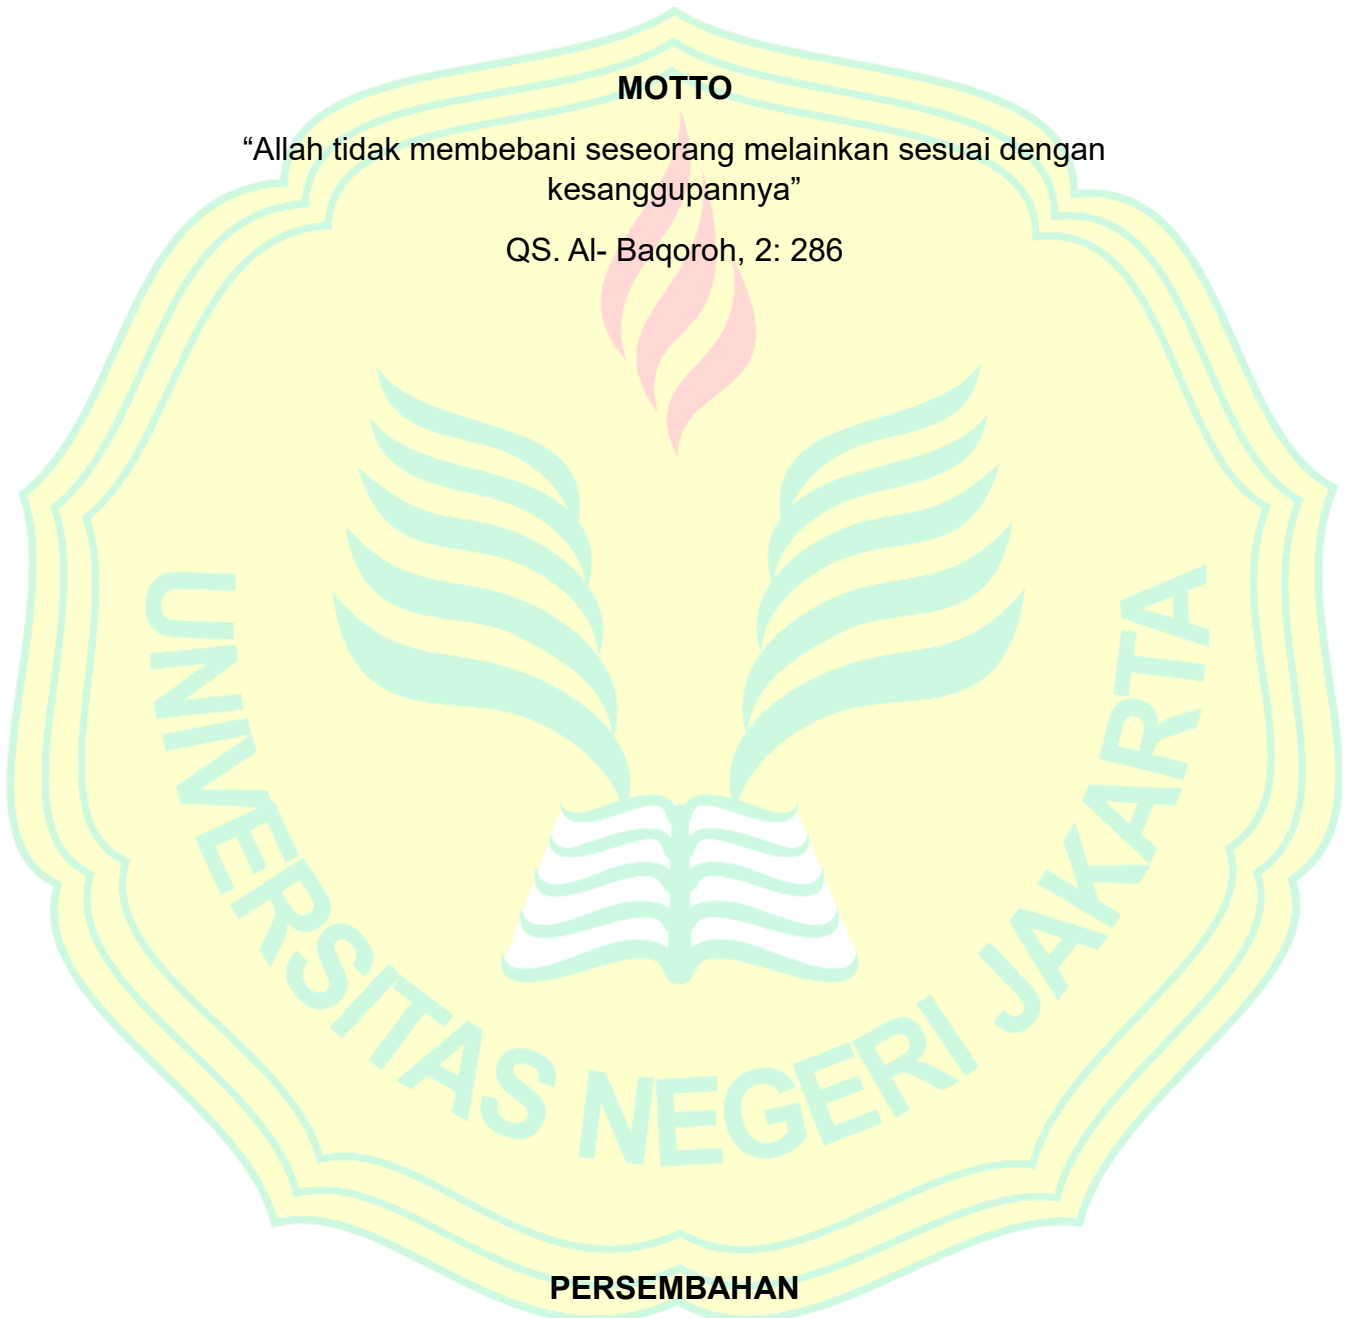 MOTTO
“Allah tidak membebani seseorang melainkan sesuai dengan
kesanggupannya”
QS. Al- Baqoroh, 2: 286
UNIVERSITAS NEGERI JAKARTA
PERSEMBAHAN